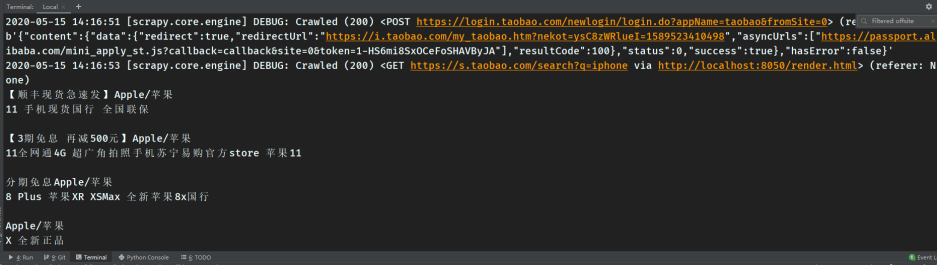 Terminal: Local × +
2020-05-15 14:16:51 [scrapy.core.engine] DEBUG: Crawled (200) <POST https://login.taobao.com/newlogin/login.do?appName=taobao&fromSite=0> (re
Filtered offsite
b'{"content":{"data":{"redirect":true,"redirectUrl":"https://i.taobao.com/my_taobao.htm?nekot=ysC8zWRlueI=1589523410498","asyncUrls":["https://passport.al
ibaba.com/mini_apply_st.js?callback=callback&site=0&token=1-HS6mi8SxOCeFoSHAVByJA"],"resultCode":100},"status":0,"success":true},"hasError":false}'
2020-05-15 14:16:53 [scrapy.core.engine] DEBUG: Crawled (200) <GET https://s.taobao.com/search?q=iphone via http://localhost:8050/render.html> (referer: N
one)
【顺丰现货急速发】Apple/苹果
11 手机现货国行 全国联保
【3期免息 再减500元】Apple/苹果
11全网通4G 超广角拍照手机苏宁易购官方store 苹果11
分期免息Apple/苹果
8 Plus 苹果XR XSMax 全新苹果8x国行
Apple/苹果
X 全新正品
4: Run 9: Git Terminal Python Console 6: TODO Event L